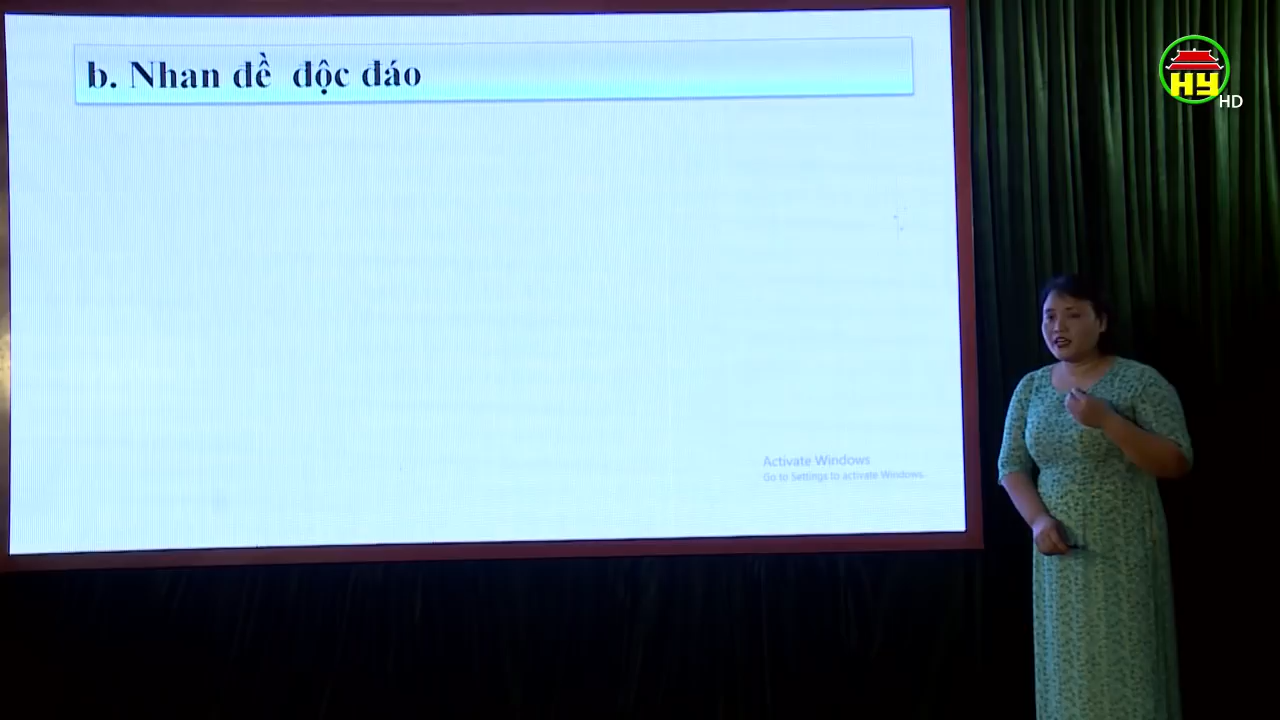 b. Nhan đề độc đáo
HY
HD
Activate Windows
Go to Settings to activate Windows.